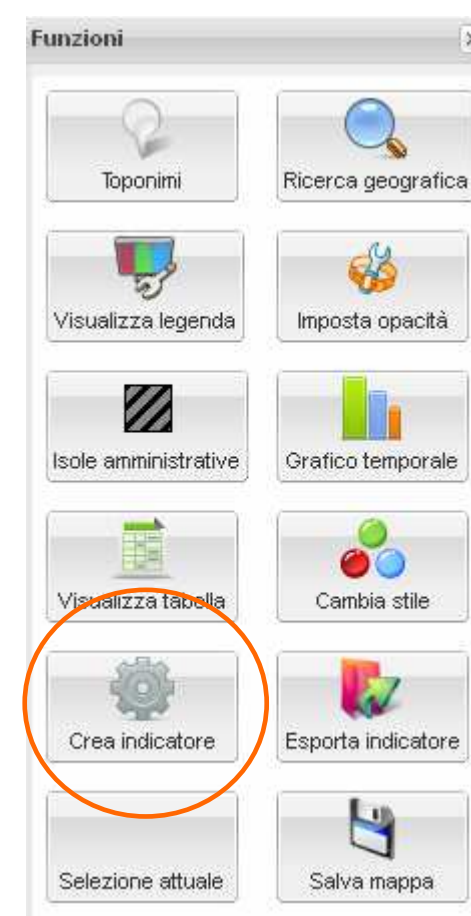 Funzioni
Toponimi
Ricerca geografica
Visualizza legenda
Imposta opacità
Isole amministrative
Grafico temporale
Visualizza tabella
Cambia stile
Crea indicatore
Esporta indicatore
Selezione attuale
Salva mappa